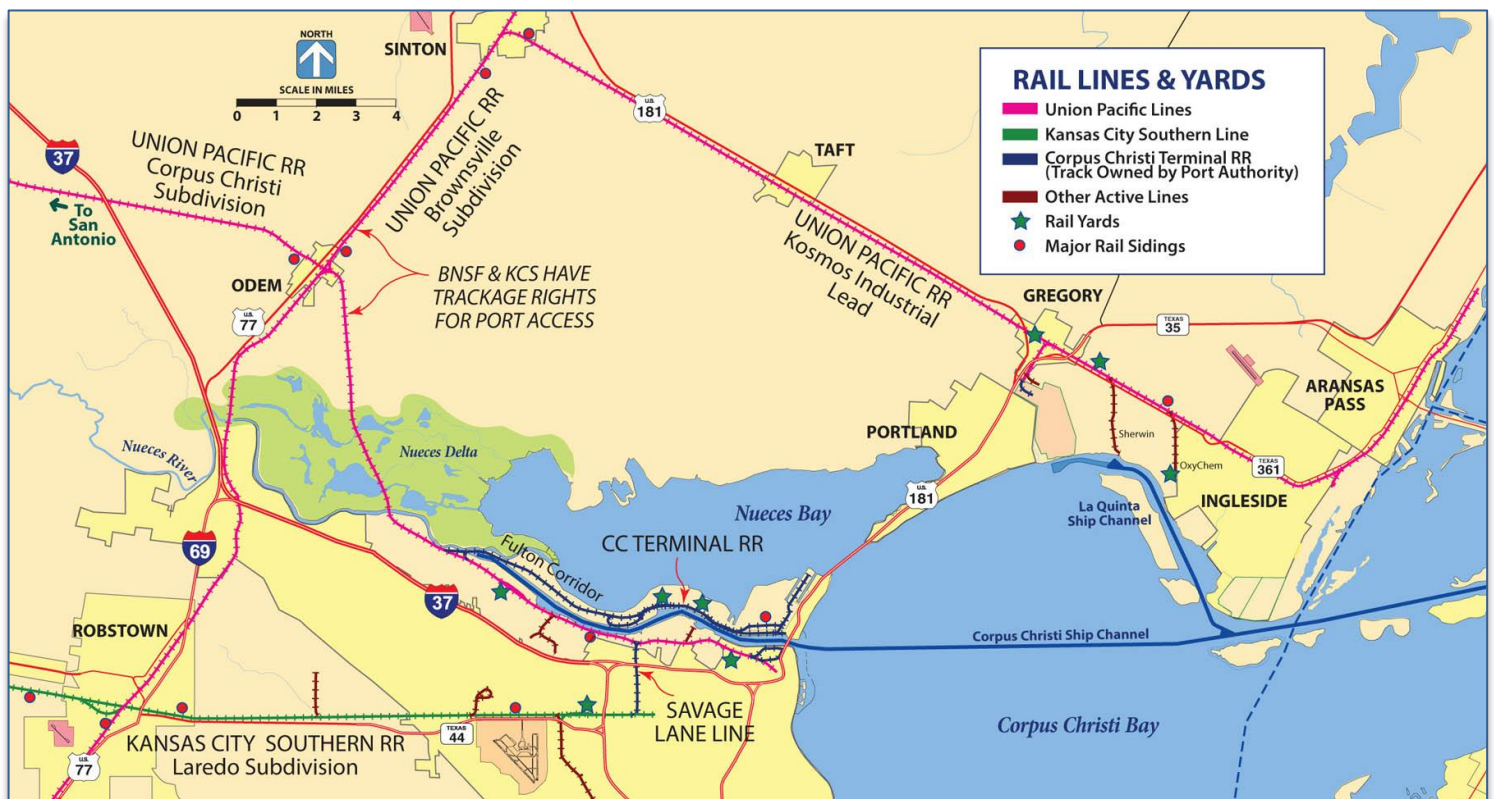 NORTH
SCALE IN MILES
0 1 2 3 4
SINTON
RAIL LINES & YARDS
Union Pacific Lines
Kansas City Southern Line
Corpus Christi Terminal RR
(Track Owned by Port Authority)
Other Active Lines
Rail Yards
Major Rail Sidings
U.S.
181
37
UNION PACIFIC RR
Corpus Christi
Subdivision
UNION PACIFIC RR
Brownsville
Subdivision
TAFT
To
San
Antonio
UNION PACIFIC RR
Kosmos Industrial
Lead
ODEM
BNSF & KCS HAVE
TRACKAGE RIGHTS
FOR PORT ACCESS
U.S.
77
GREGORY
TEXAS
35
ARANSAS
PASS
PORTLAND
Sherwin
OxyChem
TEXAS
361
Nueces River
Nueces Delta
U.S.
181
INGLESIDE
La Quinta
Ship Channel
Nueces Bay
CC TERMINAL RR
Fulton Corridor
69
37
ROBSTOWN
Corpus Christi Ship Channel
SAVAGE
LANE LINE
Corpus Christi Bay
KANSAS CITY SOUTHERN RR
Laredo Subdivision
TEXAS
44
U.S.
77